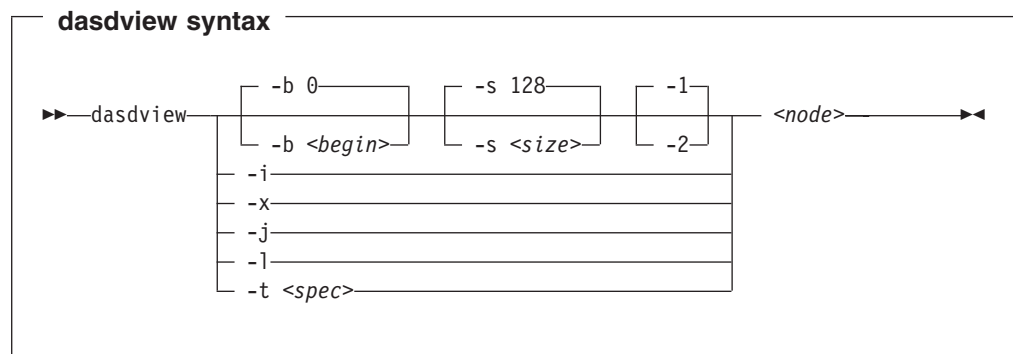 dasdview syntax
-b 0 -s 128 -1
dasdview <node>
-b <begin> -s <size> -2
-i
-x
-j
-l
-t <spec>